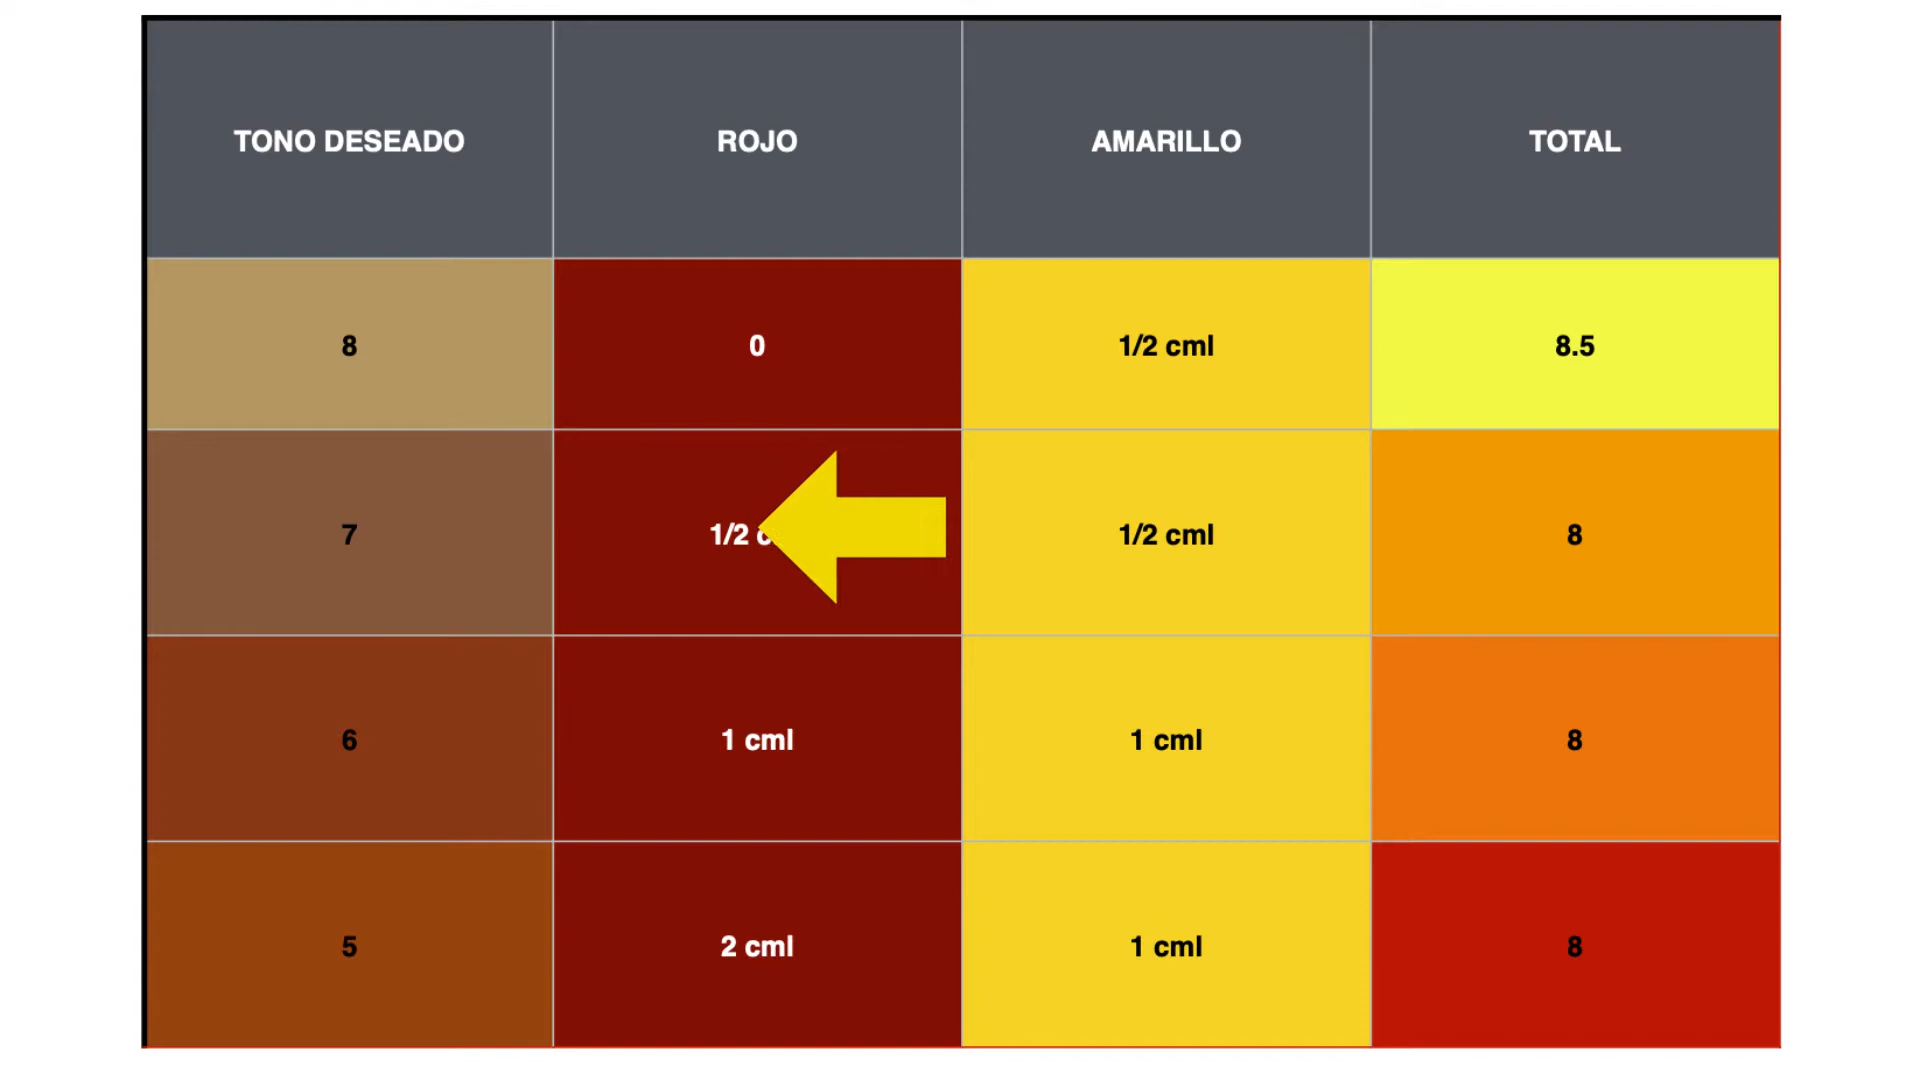 TONO DESEADO ROJO AMARILLO TOTAL
8 0 1/2 cml 8.5
7 1/2 1/2 cml 8
6 1 cml 1 cml 8
5 2 cml 1 cml 8